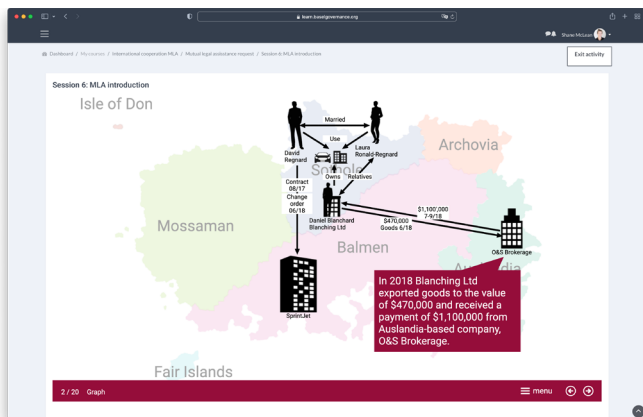 learn.baselgovernance.org
Shane McLean
Dashboard / My courses / International cooperation MLA / Mutual legal assistance request / Session 6: MLA introduction
Exit activity
Session 6: MLA introduction
Isle of Don
Married
Use
David
Regnard
Laura
Ronald-Regnard
Archovia
Owns
Relatives
Contract
08/17
Change
order
06/18
Daniel Blanchard
Blenching Ltd
$1,100,000
7-9/18
$470,000
Goods 6/18
Mossaman
Balmen
O&S Brokerage
SprintJet
In 2018 Blanching Ltd
exported goods to the value
of $470,000 and received a
payment of $1,100,000 from
Auslandia-based company,
O&S Brokerage.
Fair Islands
2 / 20 Graph
menu